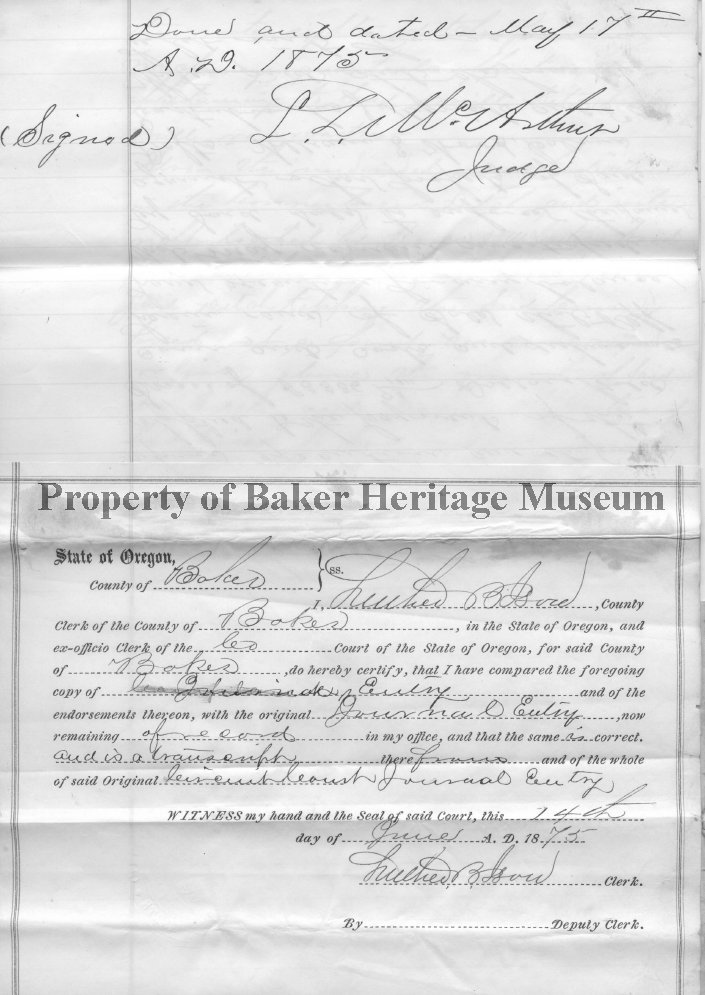 Done and dated - May 17th
A.D. 1875
(Signed) L. L. McArthur
Judge
Property of Baker Heritage Museum
State of Oregon,
County of Baker } ss.
I, Luther B Ison, County
Clerk of the County of Baker, in the State of Oregon, and
ex-officio Clerk of the Co Court of the State of Oregon, for said County
of Baker, do hereby certify, that I have compared the foregoing
copy of Entry and of the
endorsements thereon, with the original Journal Entry, now
remaining of record in my office, and that the same is correct.
and is a transcript therefrom and of the whole
of said Original Circuit Court Journal Entry
WITNESS my hand and the Seal of said Court, this 14th
day of June A. D. 1875
Luther B Ison Clerk.
By Deputy Clerk.